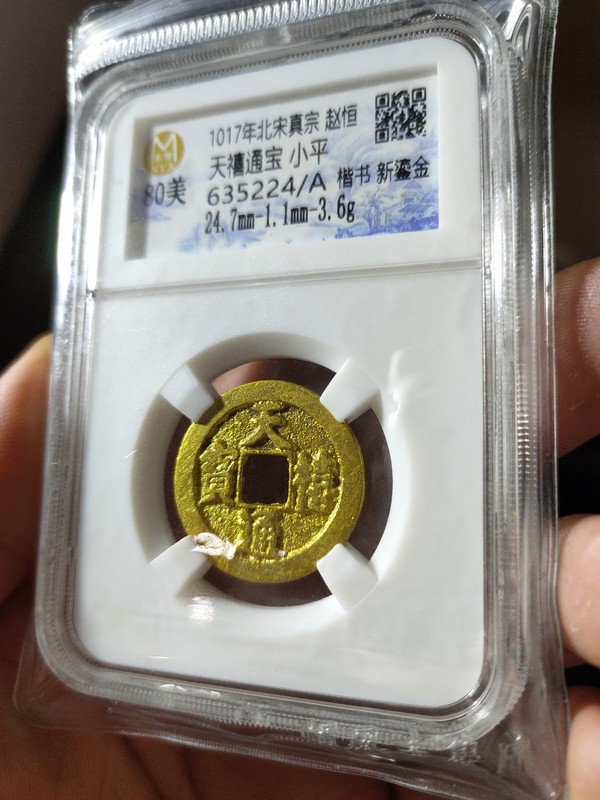 M
1017年北宋真宗 赵恒
天禧通宝 小平
80美
635224/A 楷书 新鎏金
24.7mm-1.1mm-3.6g
天
寳 禧
通